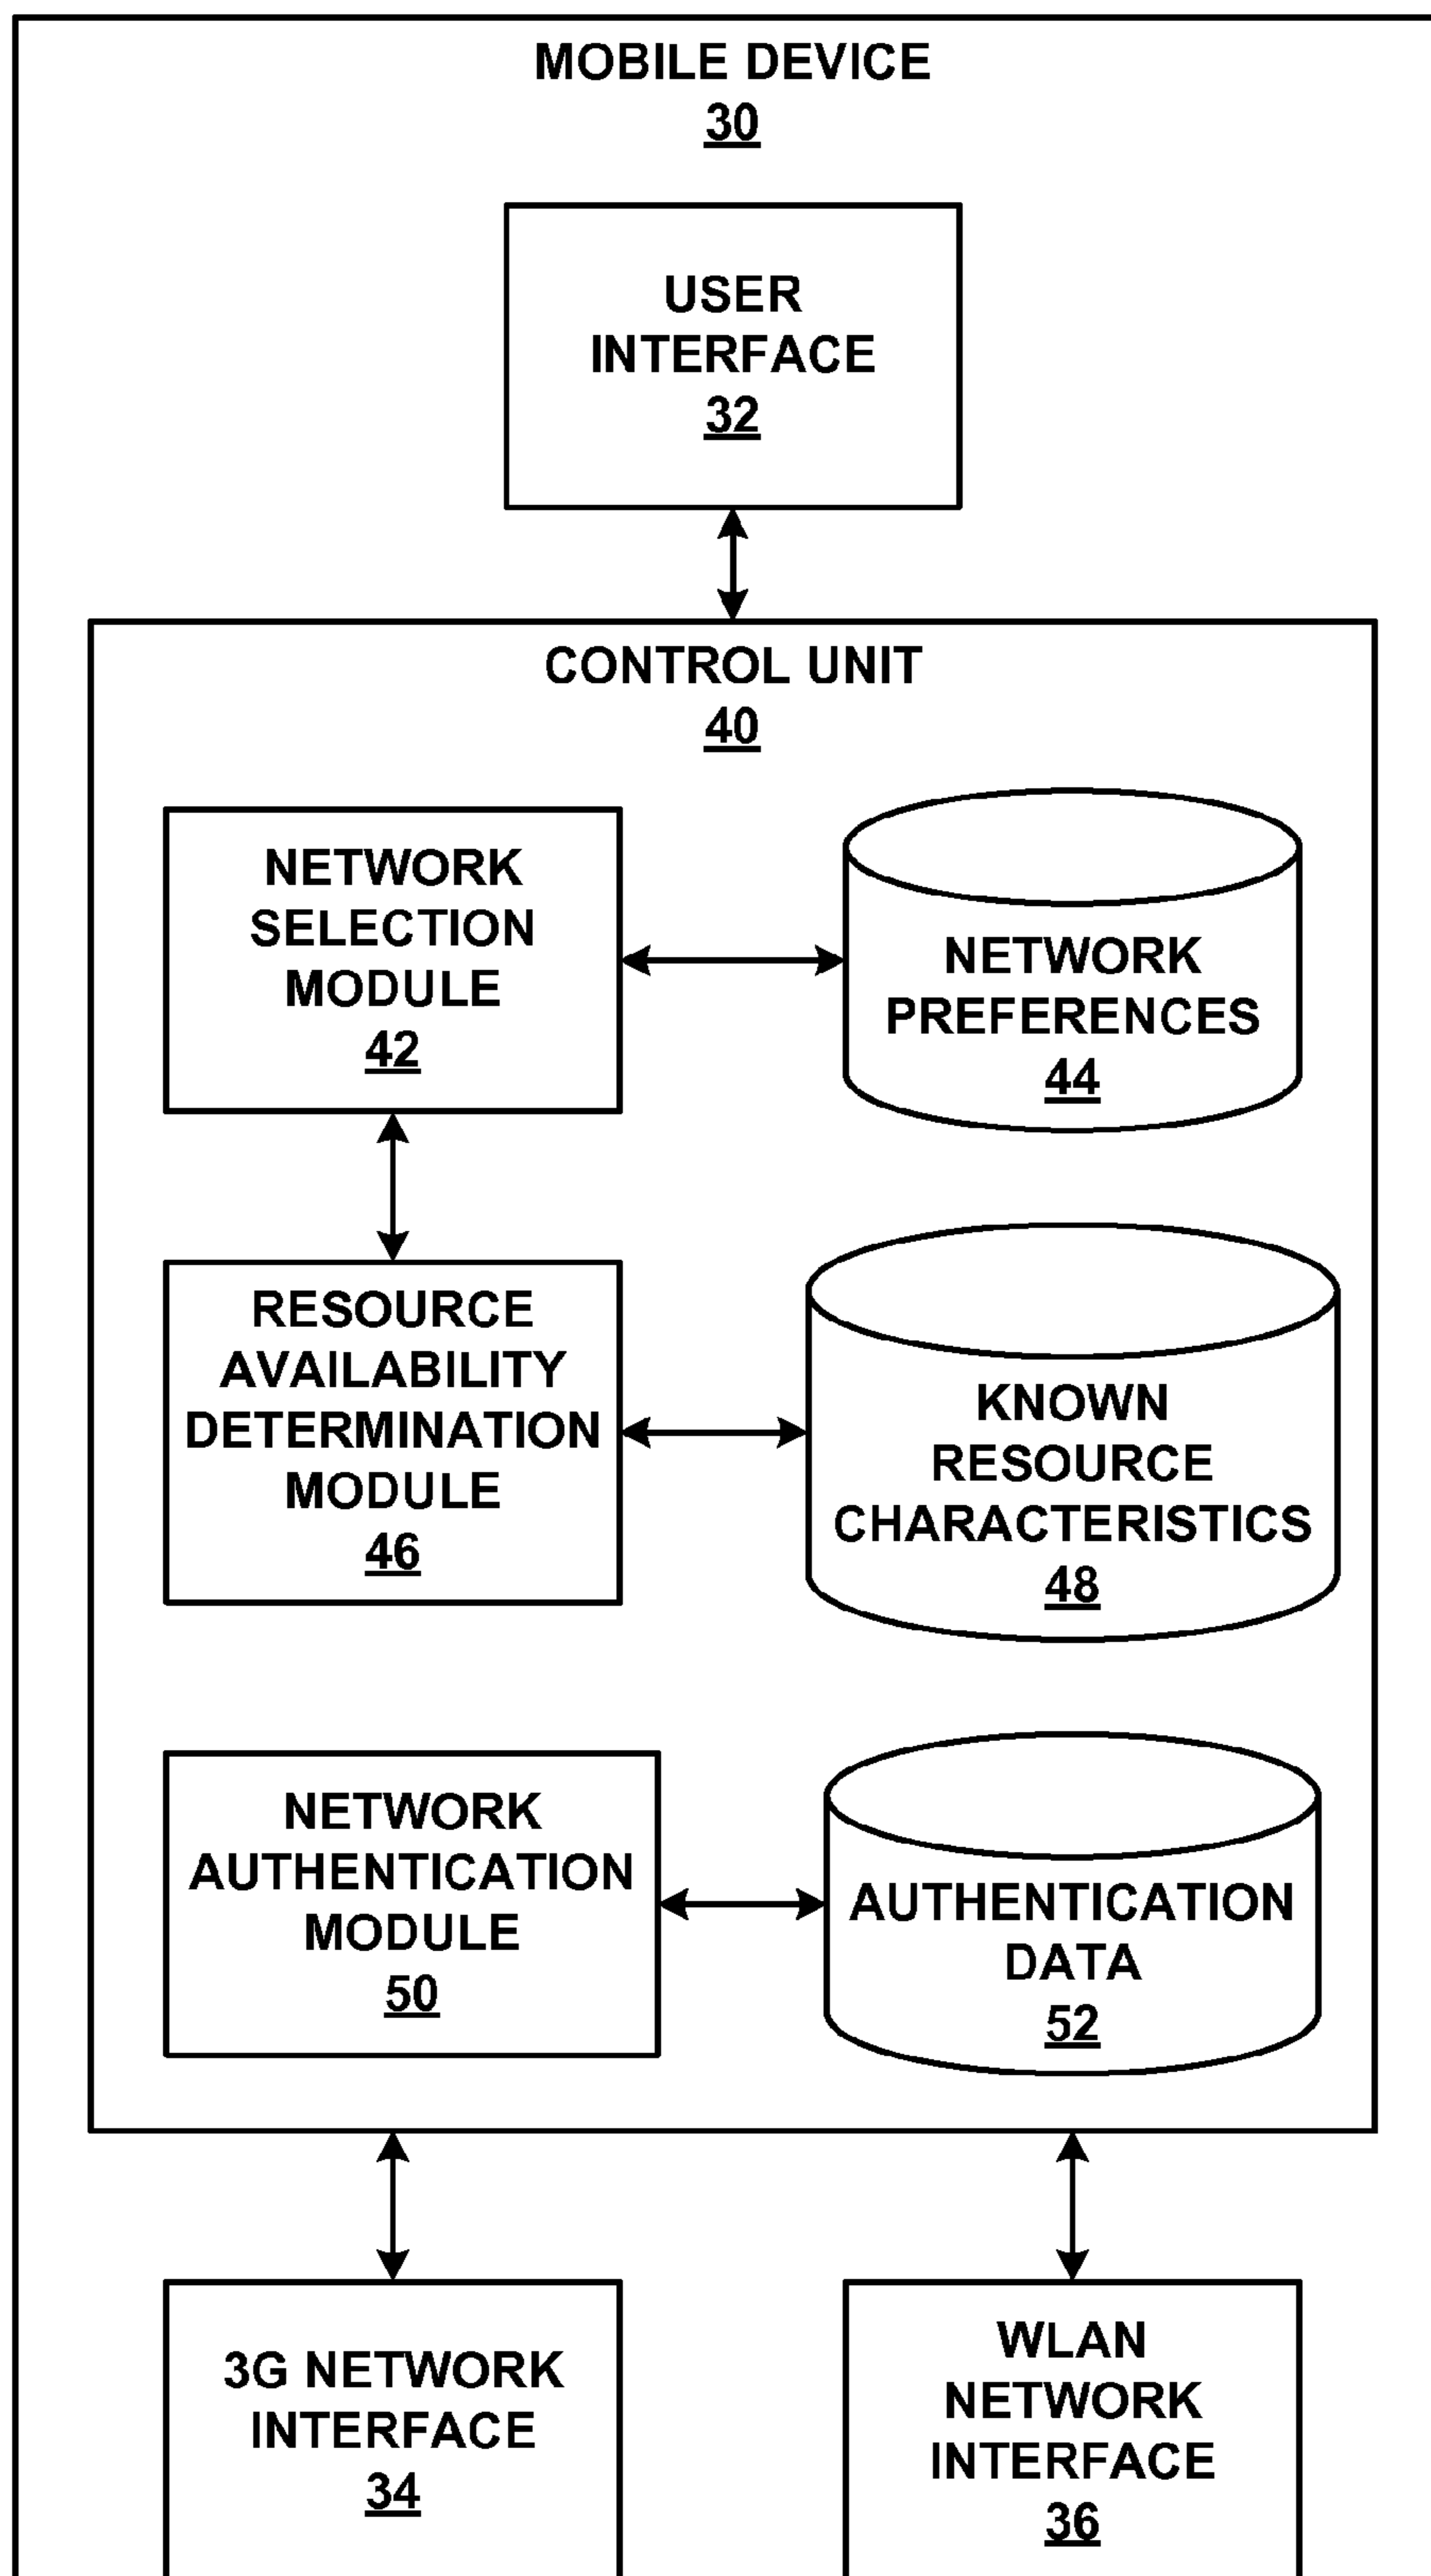 MOBILE DEVICE
30
USER
INTERFACE
32
CONTROL UNIT
40
NETWORK
SELECTION
MODULE
42
NETWORK
PREFERENCES
44
RESOURCE
AVAILABILITY
DETERMINATION
MODULE
46
KNOWN
RESOURCE
CHARACTERISTICS
48
NETWORK
AUTHENTICATION
MODULE
50
AUTHENTICATION
DATA
52
3G NETWORK
INTERFACE
34
WLAN
NETWORK
INTERFACE
36